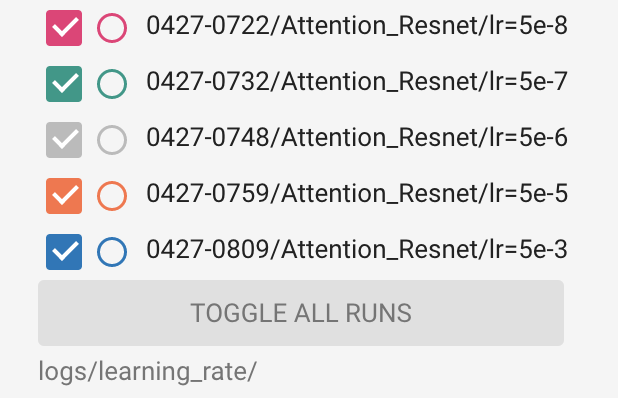 0427-0722/Attention_Resnet/lr=5e-8
0427-0732/Attention_Resnet/lr=5e-7
0427-0748/Attention_Resnet/lr=5e-6
0427-0759/Attention_Resnet/lr=5e-5
0427-0809/Attention_Resnet/lr=5e-3
TOGGLE ALL RUNS
logs/learning_rate/